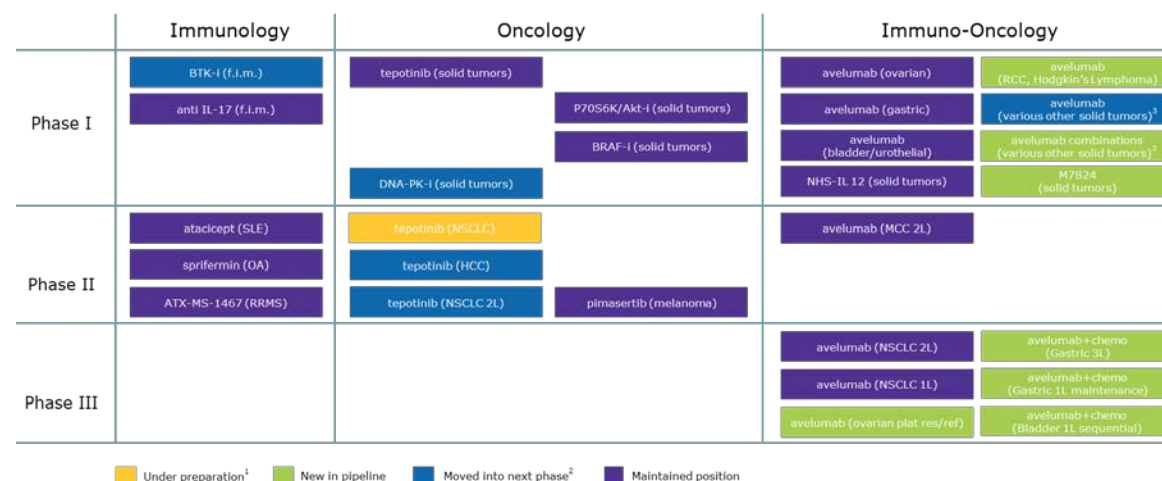 Immunology
Oncology
Immuno-Oncology
Phase I
BTK-i (f.i.m.)
tepotinib (solid tumors)
avelumab (ovarian)
avelumab
(RCC, Hodgkin's Lymphoma)
anti IL-17 (f.i.m.)
P70S6K/Akt-i (solid tumors)
avelumab (gastric)
avelumab
(various other solid tumors)³
BRAF-i (solid tumors)
avelumab
(bladder/urothelial)
avelumab combinations
(various other solid tumors)³
DNA-PK-i (solid tumors)
NHS-IL 12 (solid tumors)
M7824
(solid tumors)
Phase II
atacicept (SLE)
tepotinib (NSCLC)
avelumab (MCC 2L)
sprifermin (OA)
tepotinib (HCC)
ATX-MS-1467 (RRMS)
tepotinib (NSCLC 2L)
pimasertib (melanoma)
Phase III
avelumab (NSCLC 2L)
avelumab+chemo
(Gastric 3L)
avelumab (NSCLC 1L)
avelumab+chemo
(Gastric 1L maintenance)
avelumab (ovarian plat res/ref)
avelumab+chemo
(Bladder 1L sequential)
Under preparation¹
New in pipeline
Moved into next phase²
Maintained position